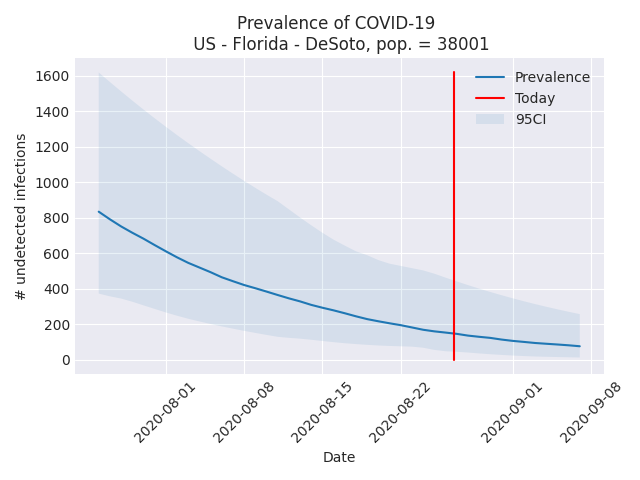 Prevalence of COVID-19
US - Florida - DeSoto, pop. = 38001
Prevalence
Today
95CI
# undetected infections
1600
1400
1200
1000
800
600
400
200
0
2020-08-01
2020-08-08
2020-08-15
2020-08-22
2020-09-01
2020-09-08
Date